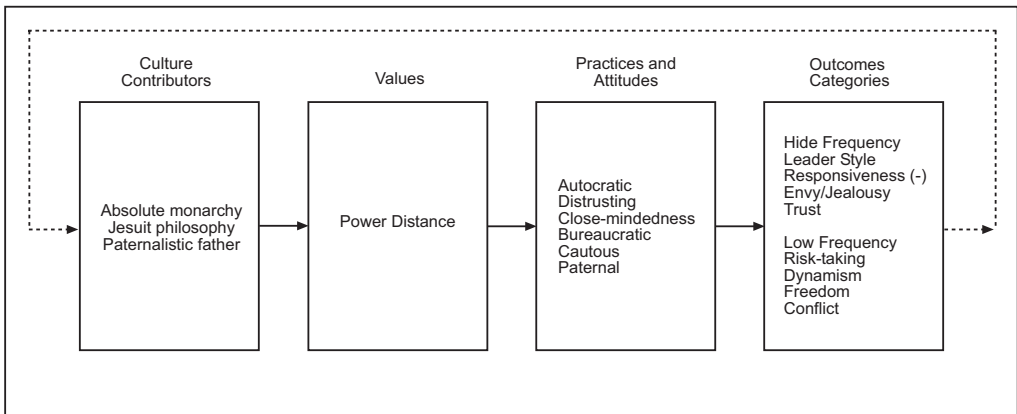 Culture
Contributors
Values
Practices and
Attitudes
Outcomes
Categories
Absolute monarchy
Jesuit philosophy
Paternalistic father
Power Distance
Autocratic
Distrusting
Close-mindedness
Bureaucratic
Cautous
Paternal
Hide Frequency
Leader Style
Responsiveness (-)
Envy/Jealousy
Trust
Low Frequency
Risk-taking
Dynamism
Freedom
Conflict